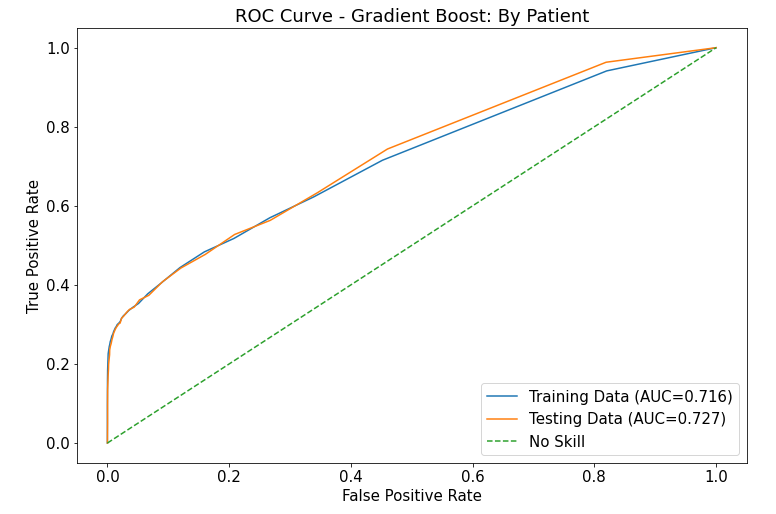 ROC Curve - Gradient Boost: By Patient
1.0
0.8
0.6
0.4
0.2
0.0
True Positive Rate
Training Data (AUC=0.716)
Testing Data (AUC=0.727)
No Skill
0.0 0.2 0.4 0.6 0.8 1.0
False Positive Rate